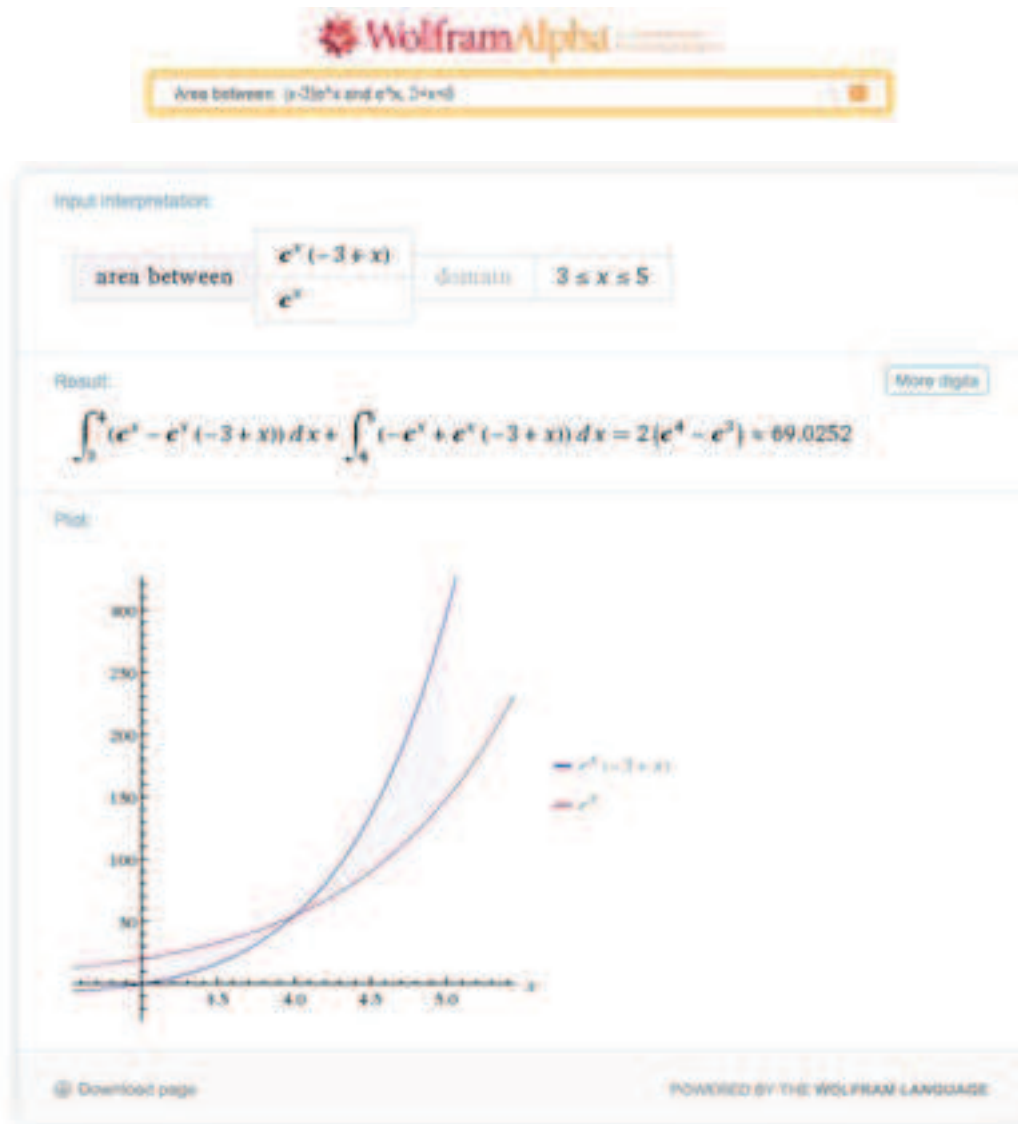 WolframAlpha
Area between (x-3)e^x and e^x, 3<x<5
Input interpretation:
area between
e^x (-3 + x)
e^x
domain
3 ≤ x ≤ 5
Result:
More digits
∫_3^4 (e^x - e^x (-3 + x)) dx + ∫_4^5 (-e^x + e^x (-3 + x)) dx = 2 (e^4 - e^3) ≈ 69.0252
Plot:
300
250
200
150
100
50
3.5 4.0 4.5 5.0 x
e^x (-3 + x)
e^x
Download page
POWERED BY THE WOLFRAM LANGUAGE